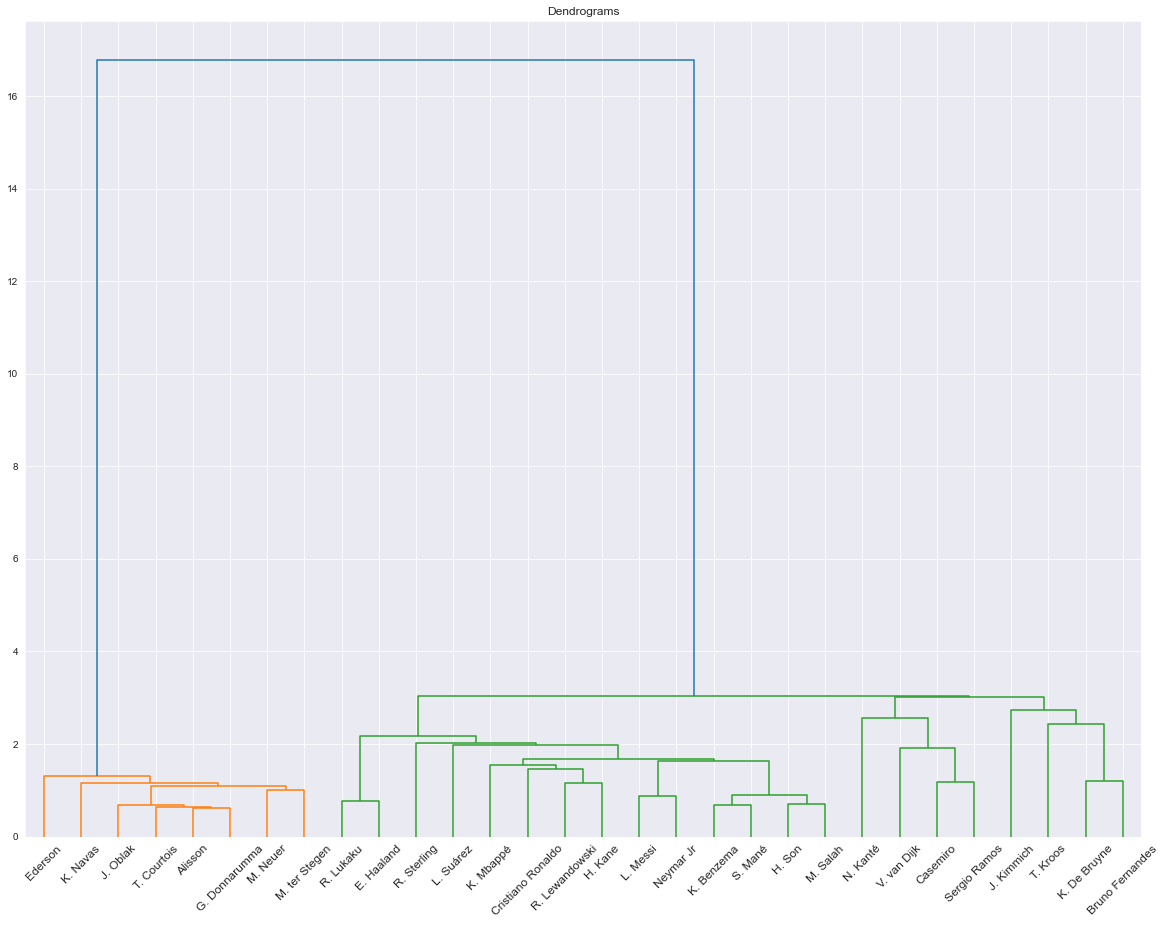 Dendrograms
16
14
12
10
8
6
4
2
0
Ederson
K. Navas
J. Oblak
T. Courtois
Alisson
G. Donnarumma
M. Neuer
M. ter Stegen
R. Lukaku
E. Haaland
R. Sterling
L. Suárez
K. Mbappé
Cristiano Ronaldo
R. Lewandowski
H. Kane
L. Messi
Neymar Jr
K. Benzema
S. Mané
H. Son
M. Salah
N. Kanté
V. van Dijk
Casemiro
Sergio Ramos
J. Kimmich
T. Kroos
K. De Bruyne
Bruno Fernandes